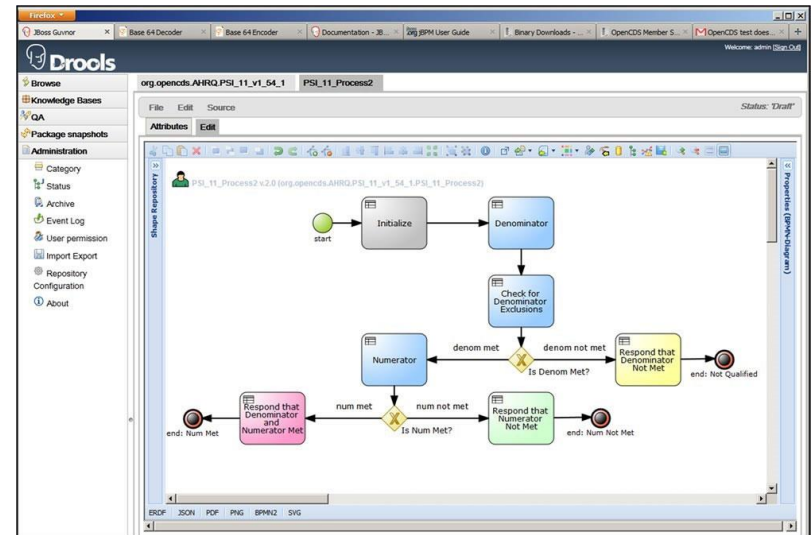 Firefox
JBoss Guvnor
Base 64 Decoder
Base 64 Encoder
Documentation - JB...
jBPM User Guide
Binary Downloads - ...
OpenCDS Member S...
OpenCDS test does...
Welcome: admin [Sign Out]
Drools
Browse
Knowledge Bases
QA
Package snapshots
Administration
Category
Status
Archive
Event Log
User permission
Import Export
Repository
Configuration
About
org.opencds.AHRQ.PSI_11_v1_54_1
PSI_11_Process2
File Edit Source
Status: 'Draft'
Attributes Edit
Shape Repository
PSI_11_Process2 v.2.0 (org.opencds.AHRQ.PSI_11_v1_54_1.PSI_11_Process2)
Properties (BPMN-Diagram)
start
Initialize
Denominator
Check for
Denominator
Exclusions
denom met
denom not met
Is Denom Met?
Respond that
Denominator
Not Met
end: Not Qualified
Numerator
num met
num not met
Is Num Met?
Respond that
Denominator
and
Numerator Met
end: Num Met
Respond that
Numerator
Not Met
end: Num Not Met
ERDF JSON PDF PNG BPMN2 SVG